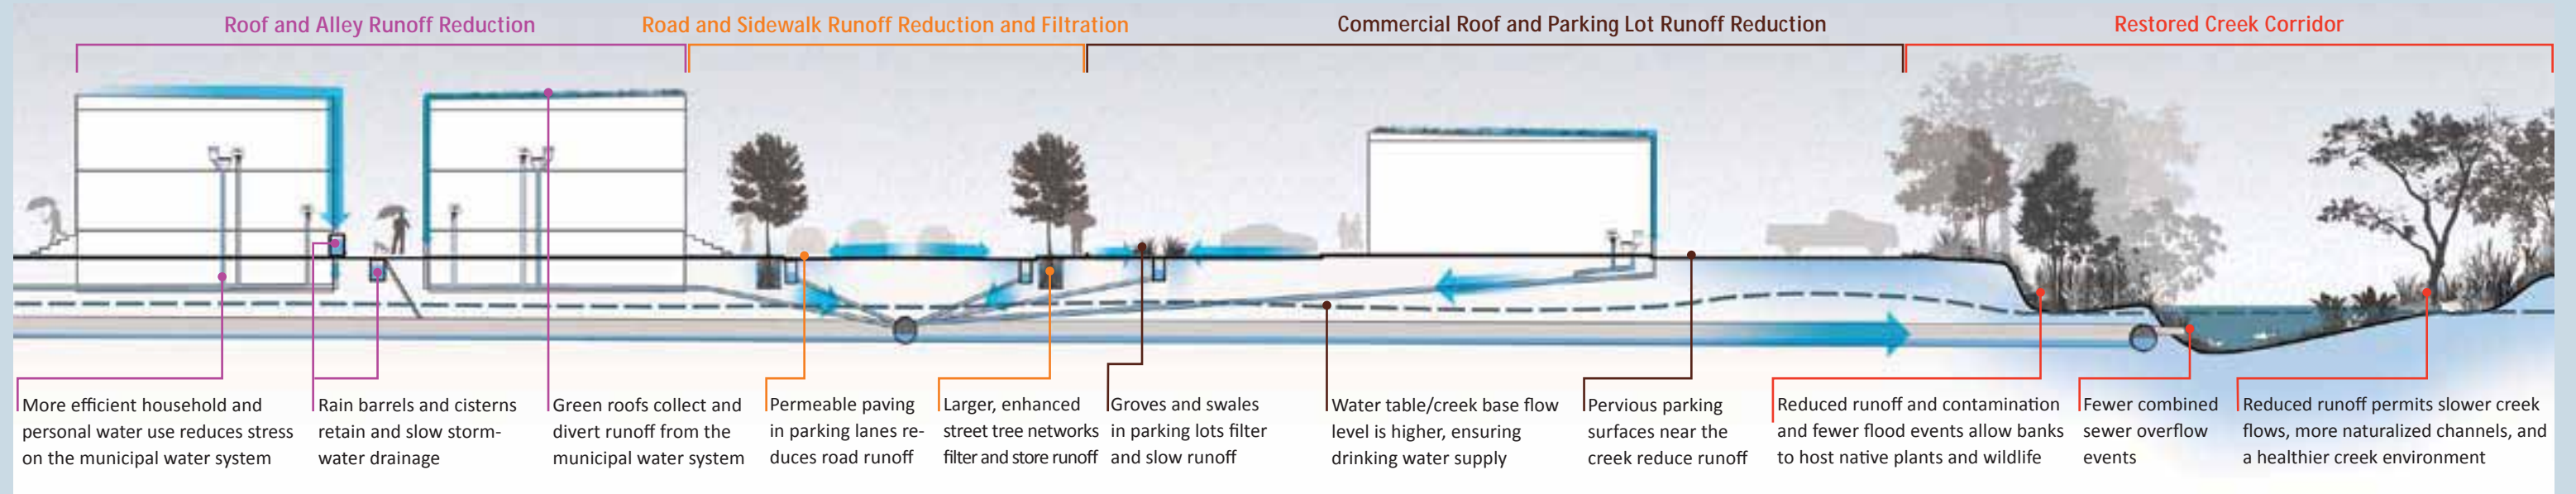 Roof and Alley Runoff Reduction
Road and Sidewalk Runoff Reduction and Filtration
Commercial Roof and Parking Lot Runoff Reduction
Restored Creek Corridor
More efficient household and
personal water use reduces stress
on the municipal water system
Rain barrels and cisterns
retain and slow storm-
water drainage
Green roofs collect and
divert runoff from the
municipal water system
Permeable paving
in parking lanes re-
duces road runoff
Larger, enhanced
street tree networks
filter and store runoff
Groves and swales
in parking lots filter
and slow runoff
Water table/creek base flow
level is higher, ensuring
drinking water supply
Pervious parking
surfaces near the
creek reduce runoff
Reduced runoff and contamination
and fewer flood events allow banks
to host native plants and wildlife
Fewer combined
sewer overflow
events
Reduced runoff permits slower creek
flows, more naturalized channels, and
a healthier creek environment